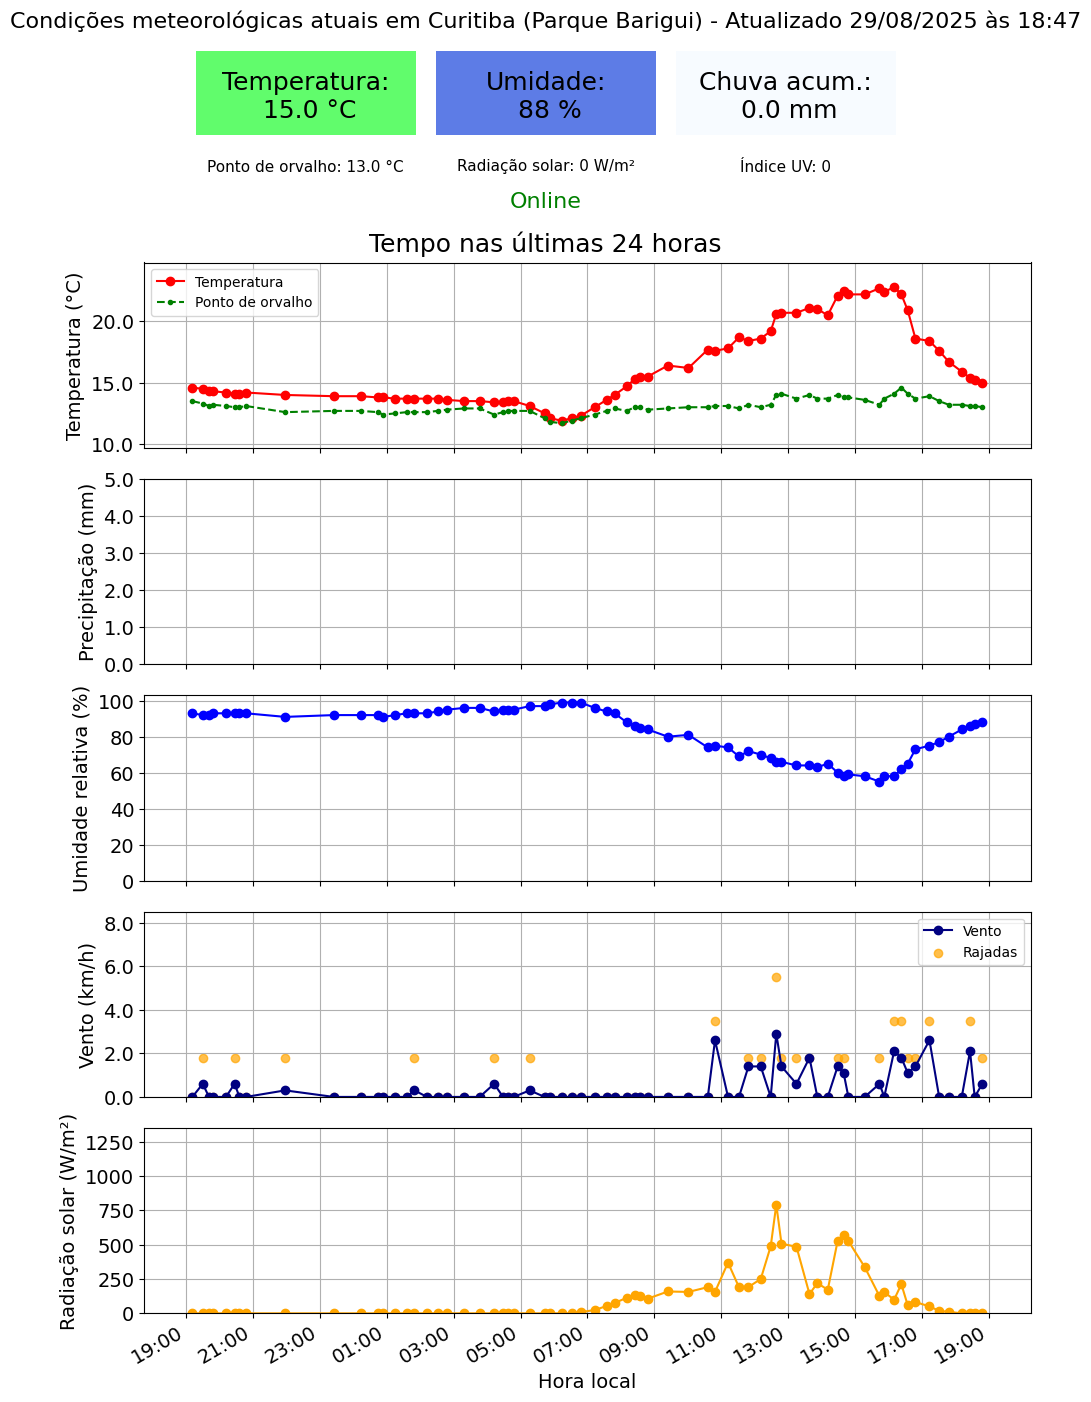 Condições meteorológicas atuais em Curitiba (Parque Barigui) - Atualizado 29/08/2025 às 18:47
Temperatura:
15.0 °C
Umidade:
88 %
Chuva acum.:
0.0 mm
Ponto de orvalho: 13.0 °C
Radiação solar: 0 W/m²
Índice UV: 0
Online
Tempo nas últimas 24 horas
Temperatura (°C)
20.0
15.0
10.0
Temperatura
Ponto de orvalho
Precipitação (mm)
5.0
4.0
3.0
2.0
1.0
0.0
Umidade relativa (%)
100
80
60
40
20
0
Vento (km/h)
8.0
6.0
4.0
2.0
0.0
Vento
Rajadas
Radiação solar (W/m²)
1250
1000
750
500
250
0
19:00
21:00
23:00
01:00
03:00
05:00
07:00
09:00
11:00
13:00
15:00
17:00
19:00
Hora local